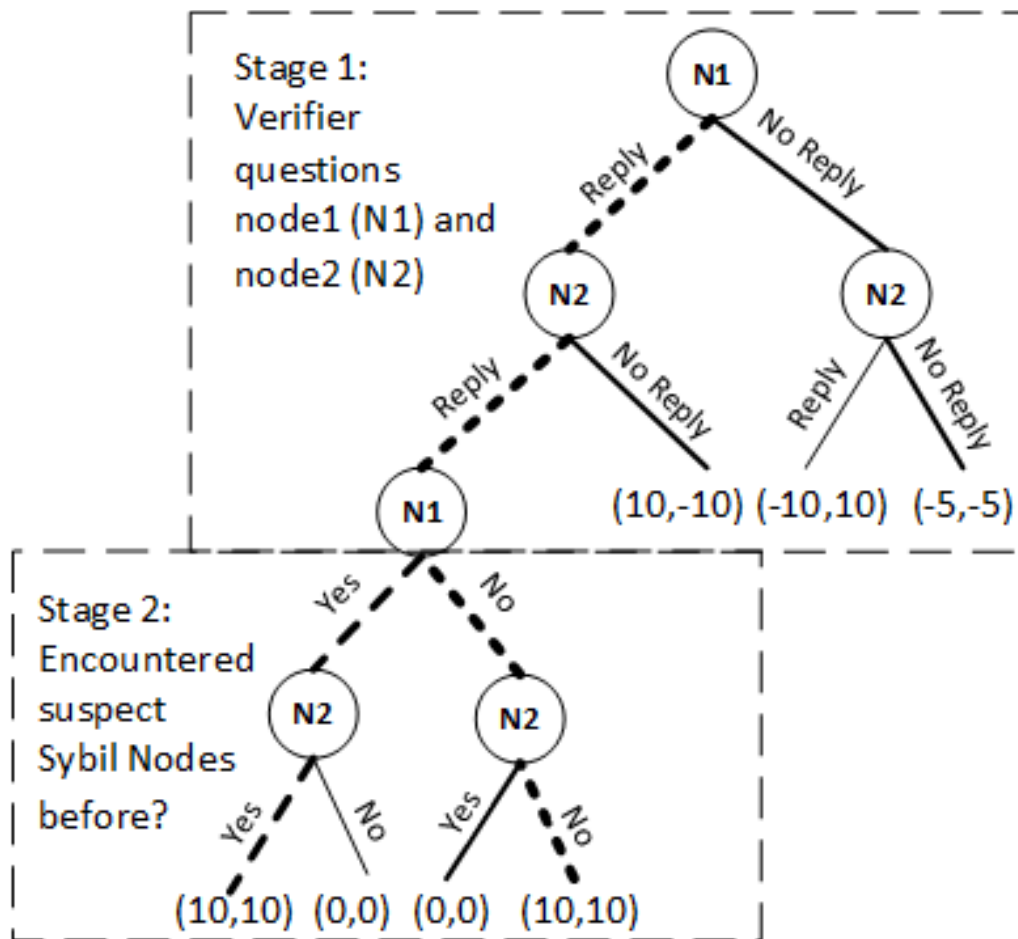 Stage 1:
Verifier
questions
node1 (N1) and
node2 (N2)
N1
Reply
No Reply
N2
N2
Reply
No Reply
Reply
No Reply
N1
(10,-10)
(-10,10)
(-5,-5)
Stage 2:
Encountered
suspect
Sybil Nodes
before?
Yes
No
N2
N2
Yes
No
Yes
No
(10,10)
(0,0)
(0,0)
(10,10)